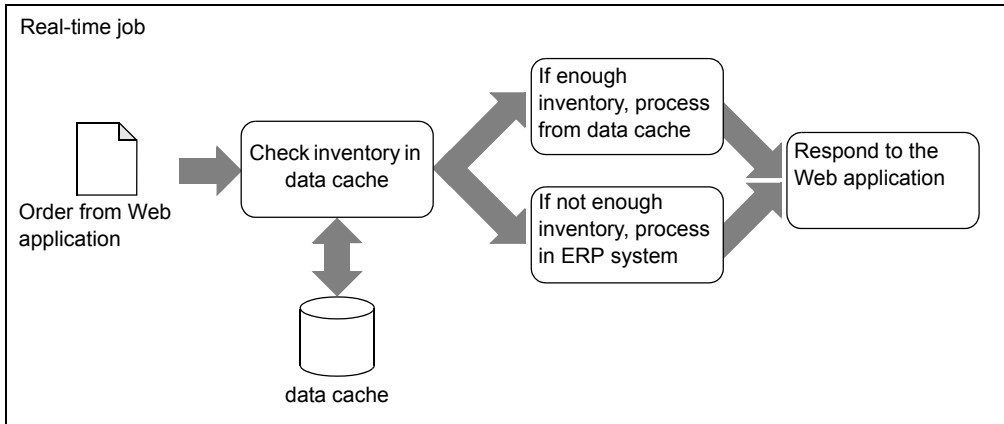 Real-time job
Order from Web
application
Check inventory in
data cache
data cache
If enough
inventory, process
from data cache
If not enough
inventory, process
in ERP system
Respond to the
Web application